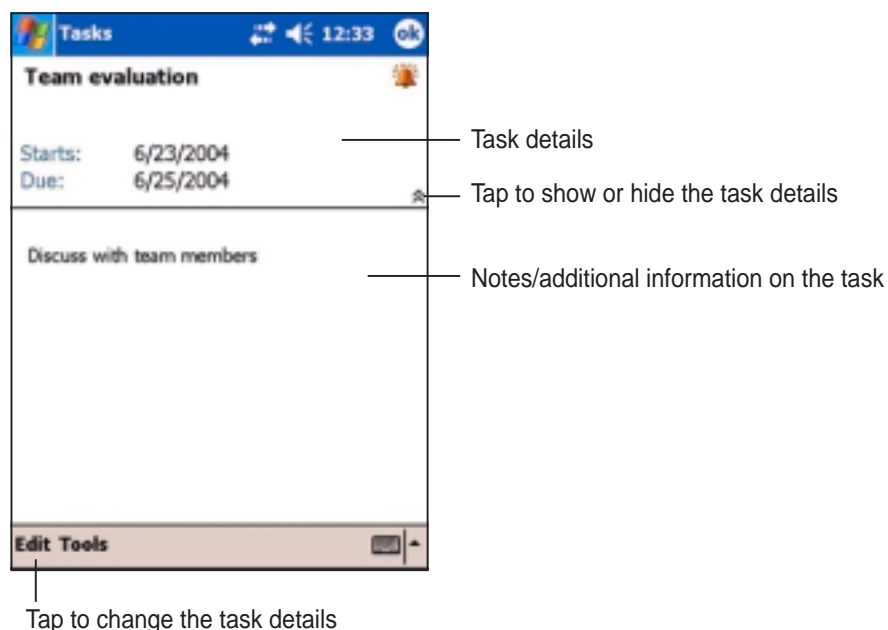 Tasks 12:33 ok
Team evaluation
Task details
Starts: 6/23/2004
Due: 6/25/2004
Tap to show or hide the task details
Discuss with team members
Notes/additional information on the task
Edit Tools
Tap to change the task details